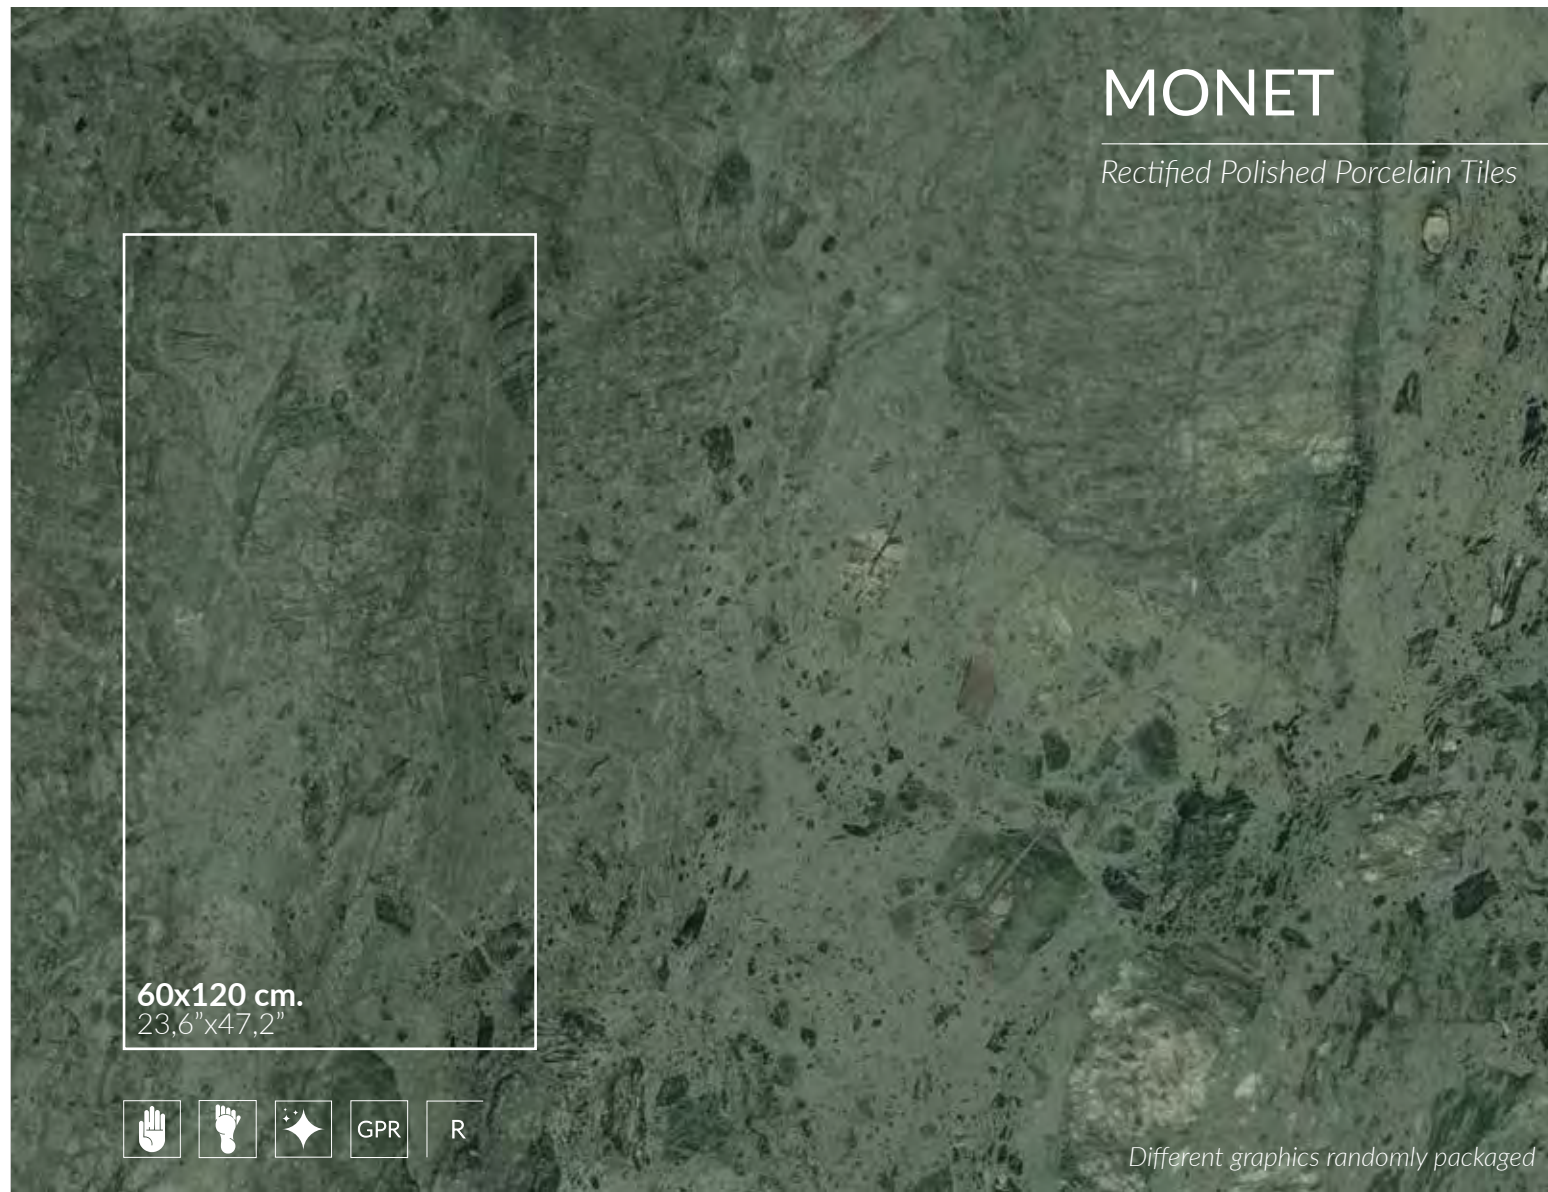 MONET
Rectified Polished Porcelain Tiles
60x120 cm.
23,6”x47,2”
GPR
R
Different graphics randomly packaged